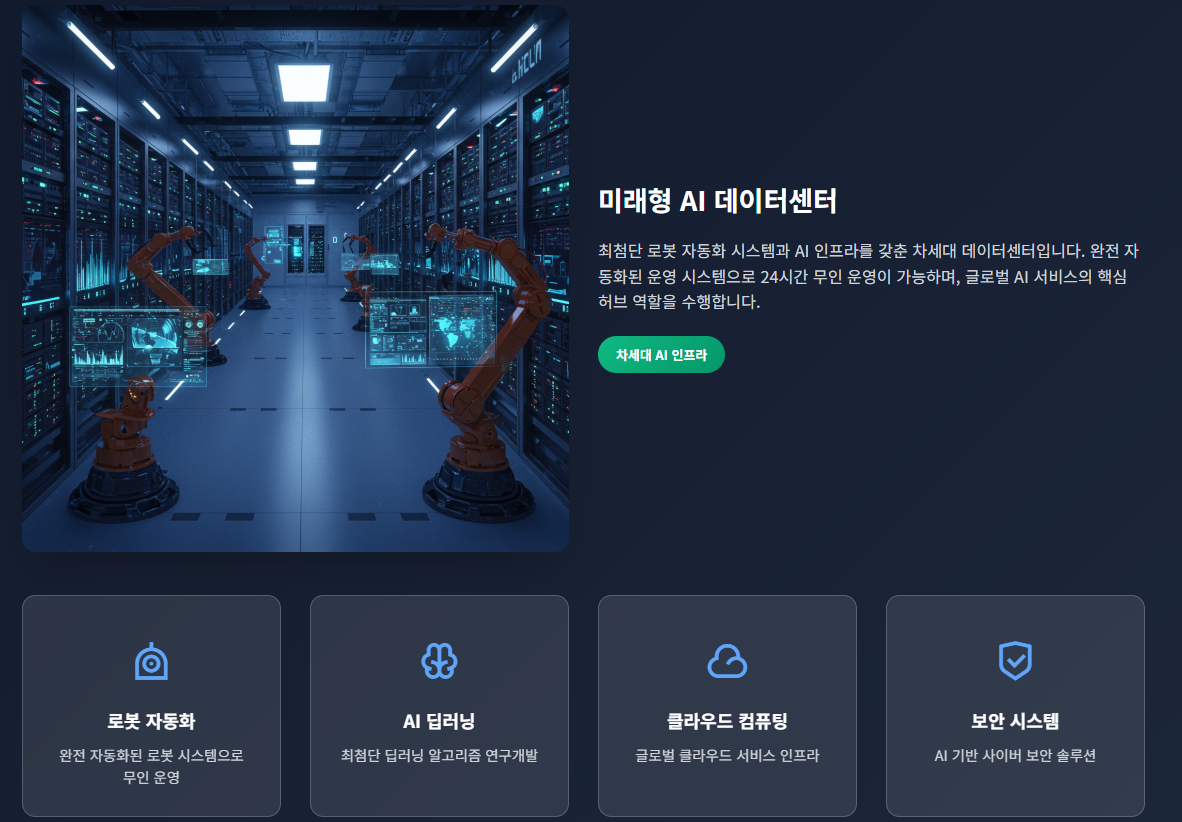 미래형 AI 데이터센터
최첨단 로봇 자동화 시스템과 AI 인프라를 갖춘 차세대 데이터센터입니다. 완전 자
동화된 운영 시스템으로 24시간 무인 운영이 가능하며, 글로벌 AI 서비스의 핵심
허브 역할을 수행합니다.
차세대 AI 인프라
로봇 자동화
완전 자동화된 로봇 시스템으로
무인 운영
AI 딥러닝
최첨단 딥러닝 알고리즘 연구개발
클라우드 컴퓨팅
글로벌 클라우드 서비스 인프라
보안 시스템
AI 기반 사이버 보안 솔루션